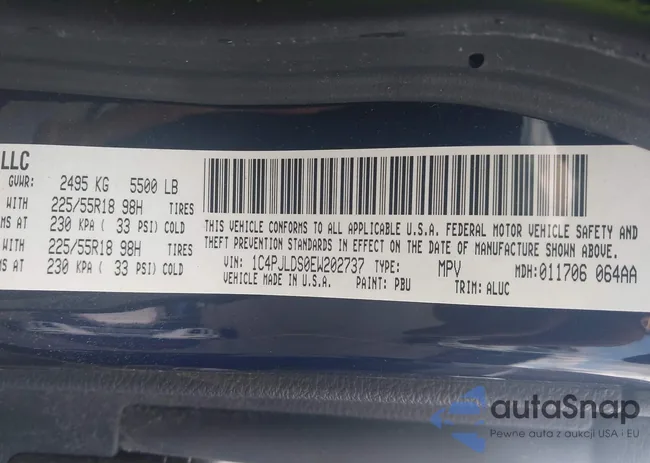 LLC
GVWR: 2495 KG 5500 LB
WITH 225/55R18 98H TIRES
MS AT 230 KPA ( 33 PSI) COLD
WITH 225/55R18 98H TIRES
MS AT 230 KPA ( 33 PSI) COLD
THIS VEHICLE CONFORMS TO ALL APPLICABLE U.S.A. FEDERAL MOTOR VEHICLE SAFETY AND
THEFT PREVENTION STANDARDS IN EFFECT ON THE DATE OF MANUFACTURE SHOWN ABOVE.
VIN: 1C4PJLDS0EW202737 TYPE: MPV MDH:011706 064AA
VEHICLE MADE IN U.S.A. PAINT: PBU TRIM: ALUC
autaSnap
Pewne auta z aukcji USA · EU